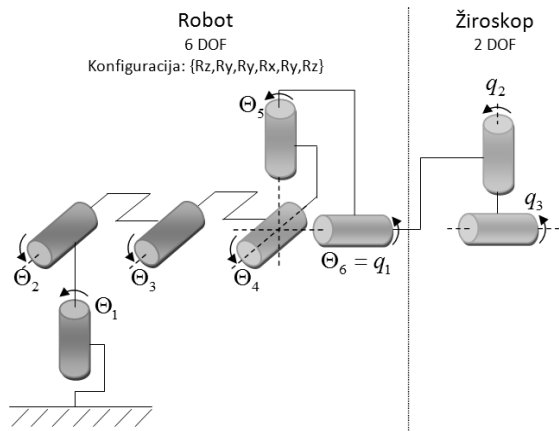 Robot
6 DOF
Konfiguracija: {Rz,Ry,Ry,Rx,Ry,Rz}
Žiroskop
2 DOF
Θ5
q2
q3
Θ2
Θ3
Θ4
Θ6 = q1
Θ1